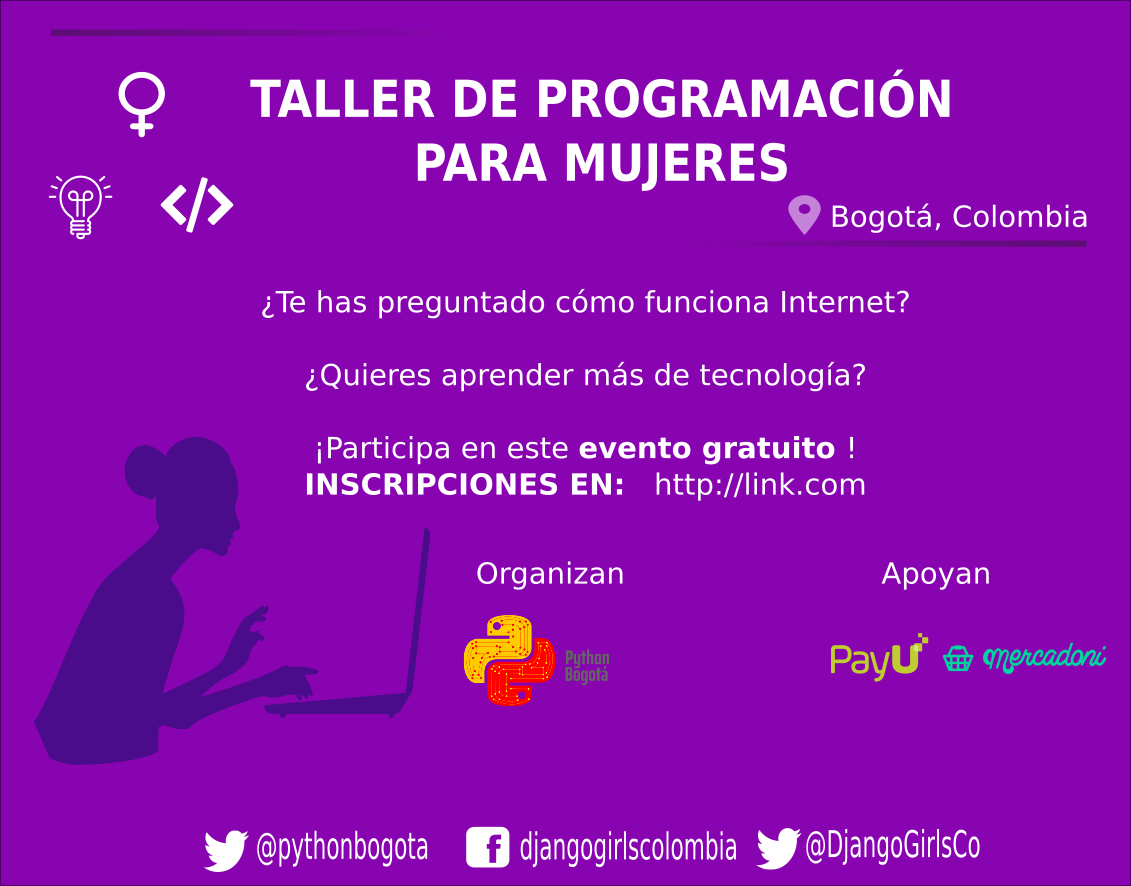 TALLER DE PROGRAMACIÓN
PARA MUJERES
Bogotá, Colombia
¿Te has preguntado cómo funciona Internet?
¿Quieres aprender más de tecnología?
¡Participa en este evento gratuito !
INSCRIPCIONES EN: http://link.com
Organizan
Apoyan
Python
Bogotá
PayU
mercadoni
@pythonbogota
djangogirlscolombia
@DjangoGirlsCo